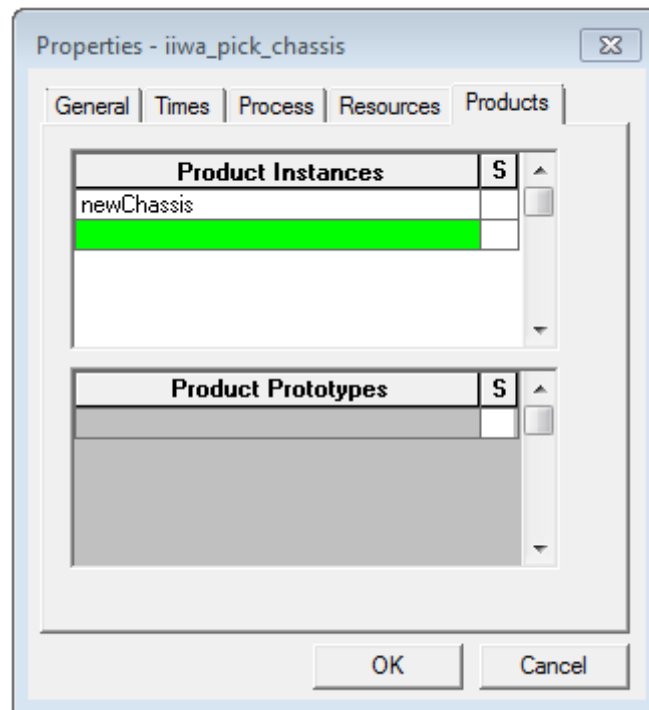 Properties - iiwa_pick_chassis
General Times Process Resources Products
Product Instances S
newChassis
Product Prototypes S
OK Cancel